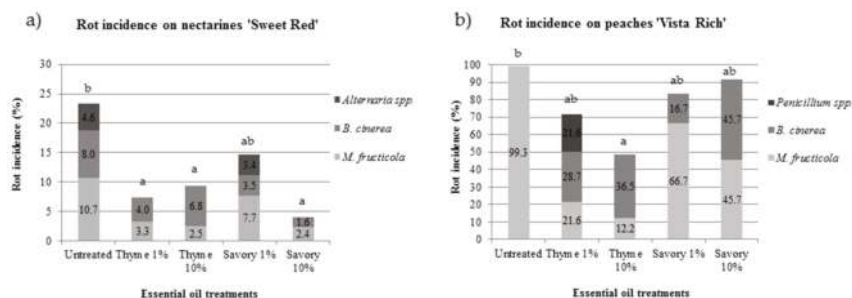 a)
Rot incidence on nectarines 'Sweet Red'
Rot incidence (%)
30
25
20
15
10
5
0
b
4.6
8.0
10.7
a
4.0
3.3
a
6.8
2.5
ab
3.4
3.5
7.7
a
1.6
2.4
Alternaria spp
B. cinerea
M. fructicola
Untreated Thyme 1% Thyme Savory 1% Savory
10% 10%
Essential oil treatments
b)
Rot incidence on peaches 'Vista Rich'
Rot incidence (%)
100
90
80
70
60
50
40
30
20
10
0
b
99.3
ab
21.6
28.7
21.6
a
36.5
12.2
ab
16.7
66.7
ab
45.7
45.7
Penicillium spp
B. cinerea
M. fructicola
Untreated Thyme 1% Thyme Savory 1% Savory
10% 10%
Essential oil treatments